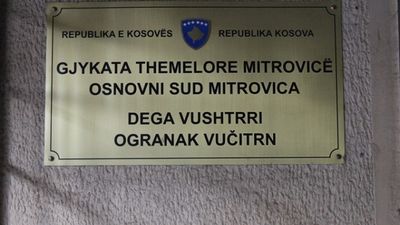 REPUBLIKA E KOSOVËS REPUBLIKA KOSOVA
GJYKATA THEMELORE MITROVICË
OSNOVNI SUD MITROVICA
DEGA VUSHTRRI
OGRANAK VUČITRN